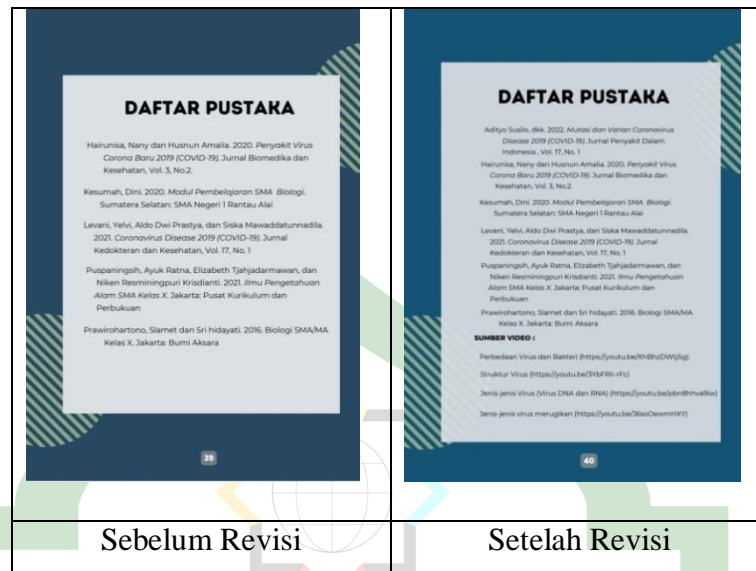 DAFTAR PUSTAKA
Hairunisa, Nany dan Husnun Amalia. 2020. Penyakit Virus
Corona Baru 2019 (COVID-19). Jurnal Biomedika dan
Kesehatan, Vol. 3, No.2.
Kesumah, Dini. 2020. Modul Pembelajaran SMA Biologi.
Sumatera Selatan: SMA Negeri 1 Rantau Alai
Levani, Yelvi, Aldo Dwi Prastya, dan Siska Mawaddatunnadila.
2021. Coronavirus Disease 2019 (COVID-19). Jurnal
Kedokteran dan Kesehatan, Vol. 17, No. 1
Puspaningsih, Ayuk Ratna, Elizabeth Tjahjadarmawan, dan
Niken Resminingpuri Krisdianti. 2021. Ilmu Pengetahuan
Alam SMA Kelas X. Jakarta: Pusat Kurikulum dan
Perbukuan
Prawirohartono, Slamet dan Sri hidayati. 2016. Biologi SMA/MA
Kelas X. Jakarta: Bumi Aksara
39
DAFTAR PUSTAKA
Adityo Susilo, dkk. 2022. Mutasi dan Varian Coronavirus
Disease 2019 (COVID-19). Jurnal Penyakit Dalam
Indonesia , Vol. 17, No. 1
Hairunisa, Nany dan Husnun Amalia. 2020. Penyakit Virus
Corona Baru 2019 (COVID-19). Jurnal Biomedika dan
Kesehatan, Vol. 3, No.2.
Kesumah, Dini. 2020. Modul Pembelajaran SMA Biologi.
Sumatera Selatan: SMA Negeri 1 Rantau Alai
Levani, Yelvi, Aldo Dwi Prastya, dan Siska Mawaddatunnadila.
2021. Coronavirus Disease 2019 (COVID-19). Jurnal
Kedokteran dan Kesehatan, Vol. 17, No. 1
Puspaningsih, Ayuk Ratna, Elizabeth Tjahjadarmawan, dan
Niken Resminingpuri Krisdianti. 2021. Ilmu Pengetahuan
Alam SMA Kelas X. Jakarta: Pusat Kurikulum dan
Perbukuan
Prawirohartono, Slamet dan Sri hidayati. 2016. Biologi SMA/MA
Kelas X. Jakarta: Bumi Aksara
SUMBER VIDEO :
Perbedaan Virus dan Bakteri
Struktur Virus
Jenis-jenis Virus (Virus DNA dan RNA)
Jenis-jenis virus merugikan
40
Sebelum Revisi
Setelah Revisi